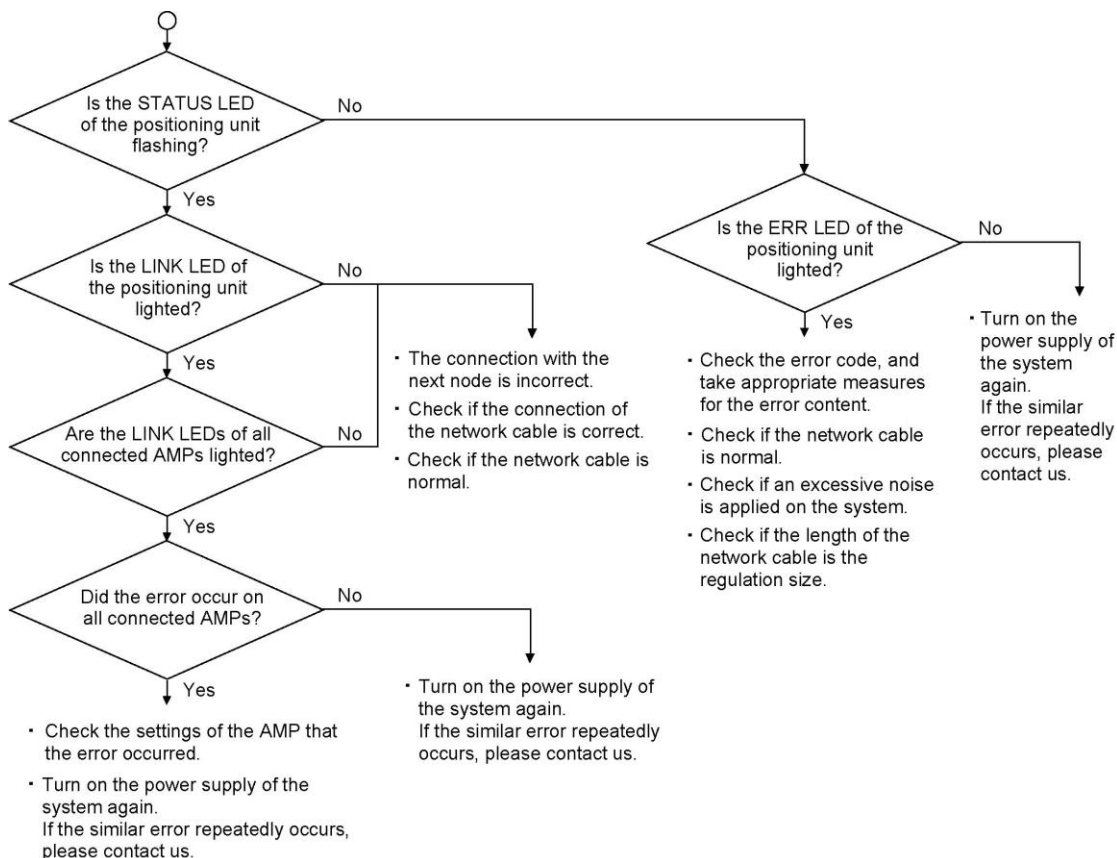 Is the STATUS LED
of the positioning unit
flashing?
No
Yes
Is the ERR LED of the
positioning unit
lighted?
No
Yes
Is the LINK LED of
the positioning unit
lighted?
No
Yes
· Turn on the
power supply of
the system
again.
If the similar
error repeatedly
occurs, please
contact us.
· The connection with the
next node is incorrect.
· Check if the connection of
the network cable is correct.
· Check if the network cable is
normal.
· Check the error code, and
take appropriate measures
for the error content.
· Check if the network cable
is normal.
· Check if an excessive noise
is applied on the system.
· Check if the length of the
network cable is the
regulation size.
Are the LINK LEDs of all
connected AMPs lighted?
No
Yes
Did the error occur on
all connected AMPs?
No
Yes
· Turn on the power supply of
the system again.
If the similar error repeatedly
occurs, please contact us.
· Check the settings of the AMP that
the error occurred.
· Turn on the power supply of the
system again.
If the similar error repeatedly occurs,
please contact us.